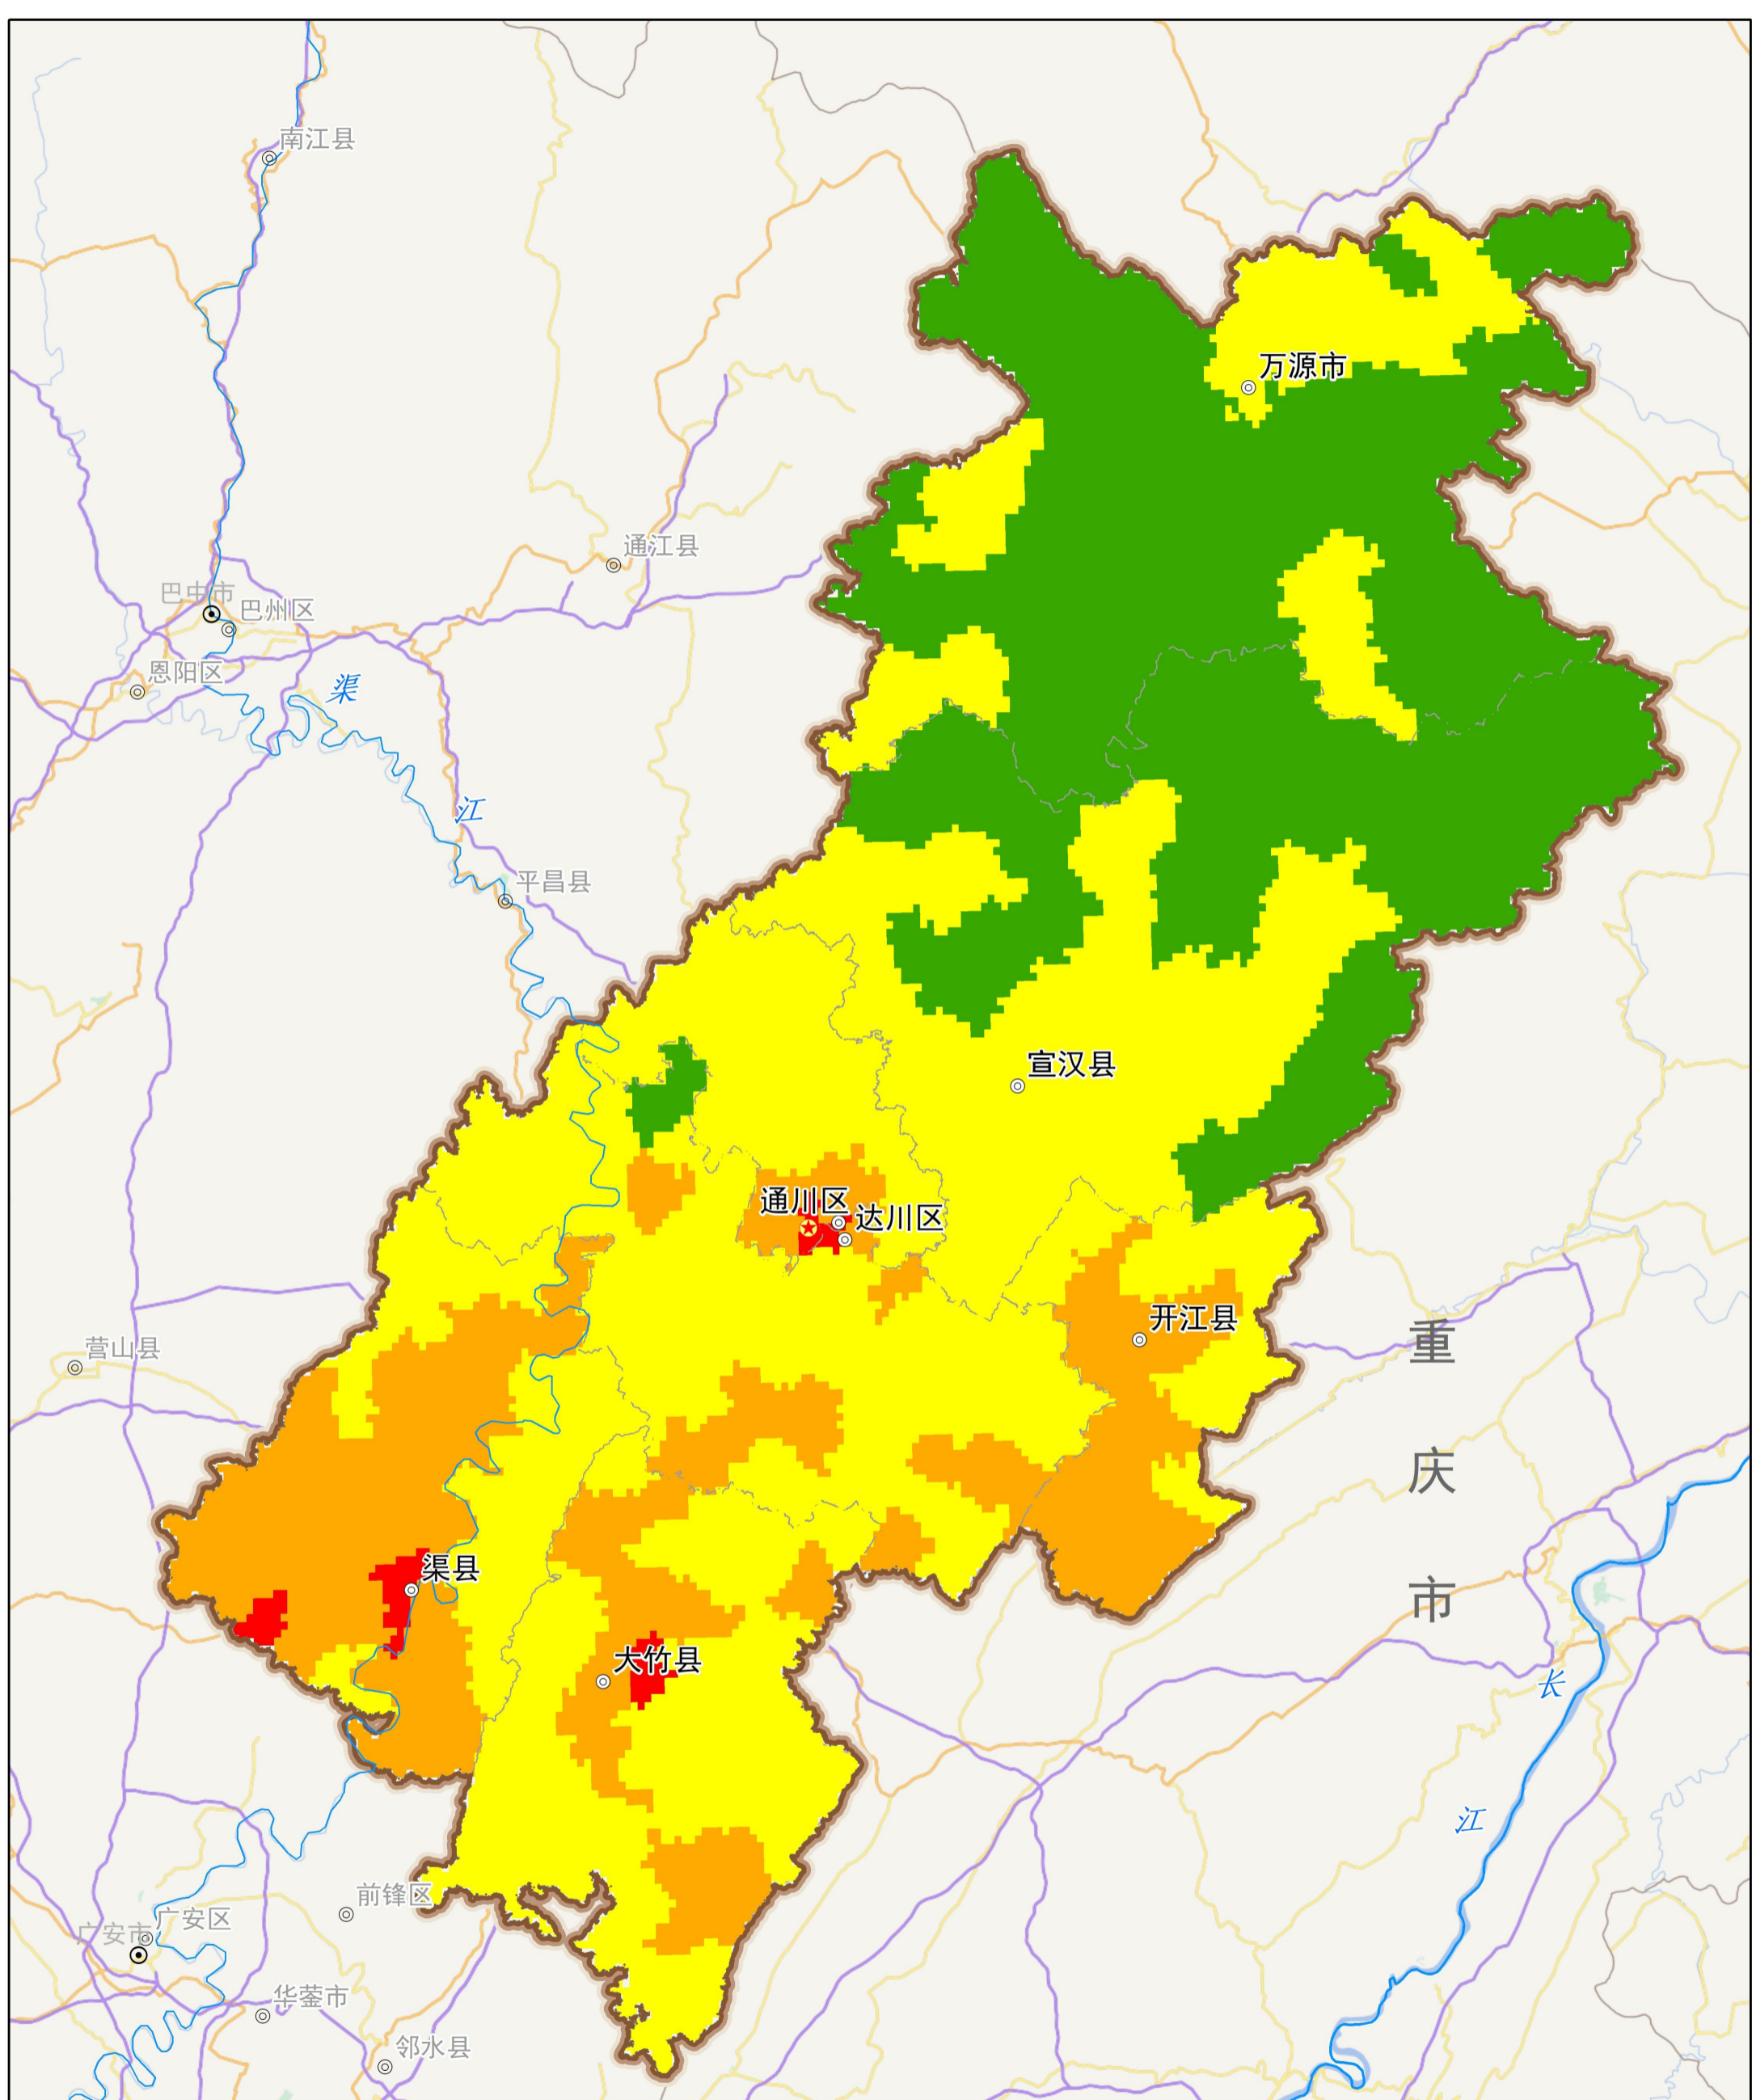 南江县
万源市
通江县
巴中市
巴州区
恩阳区
渠
江
平昌县
宣汉县
通川区
达川区
开江县
营山县
重
庆
市
渠县
大竹县
长
江
前锋区
广安区
广安市
华蓥市
邻水县